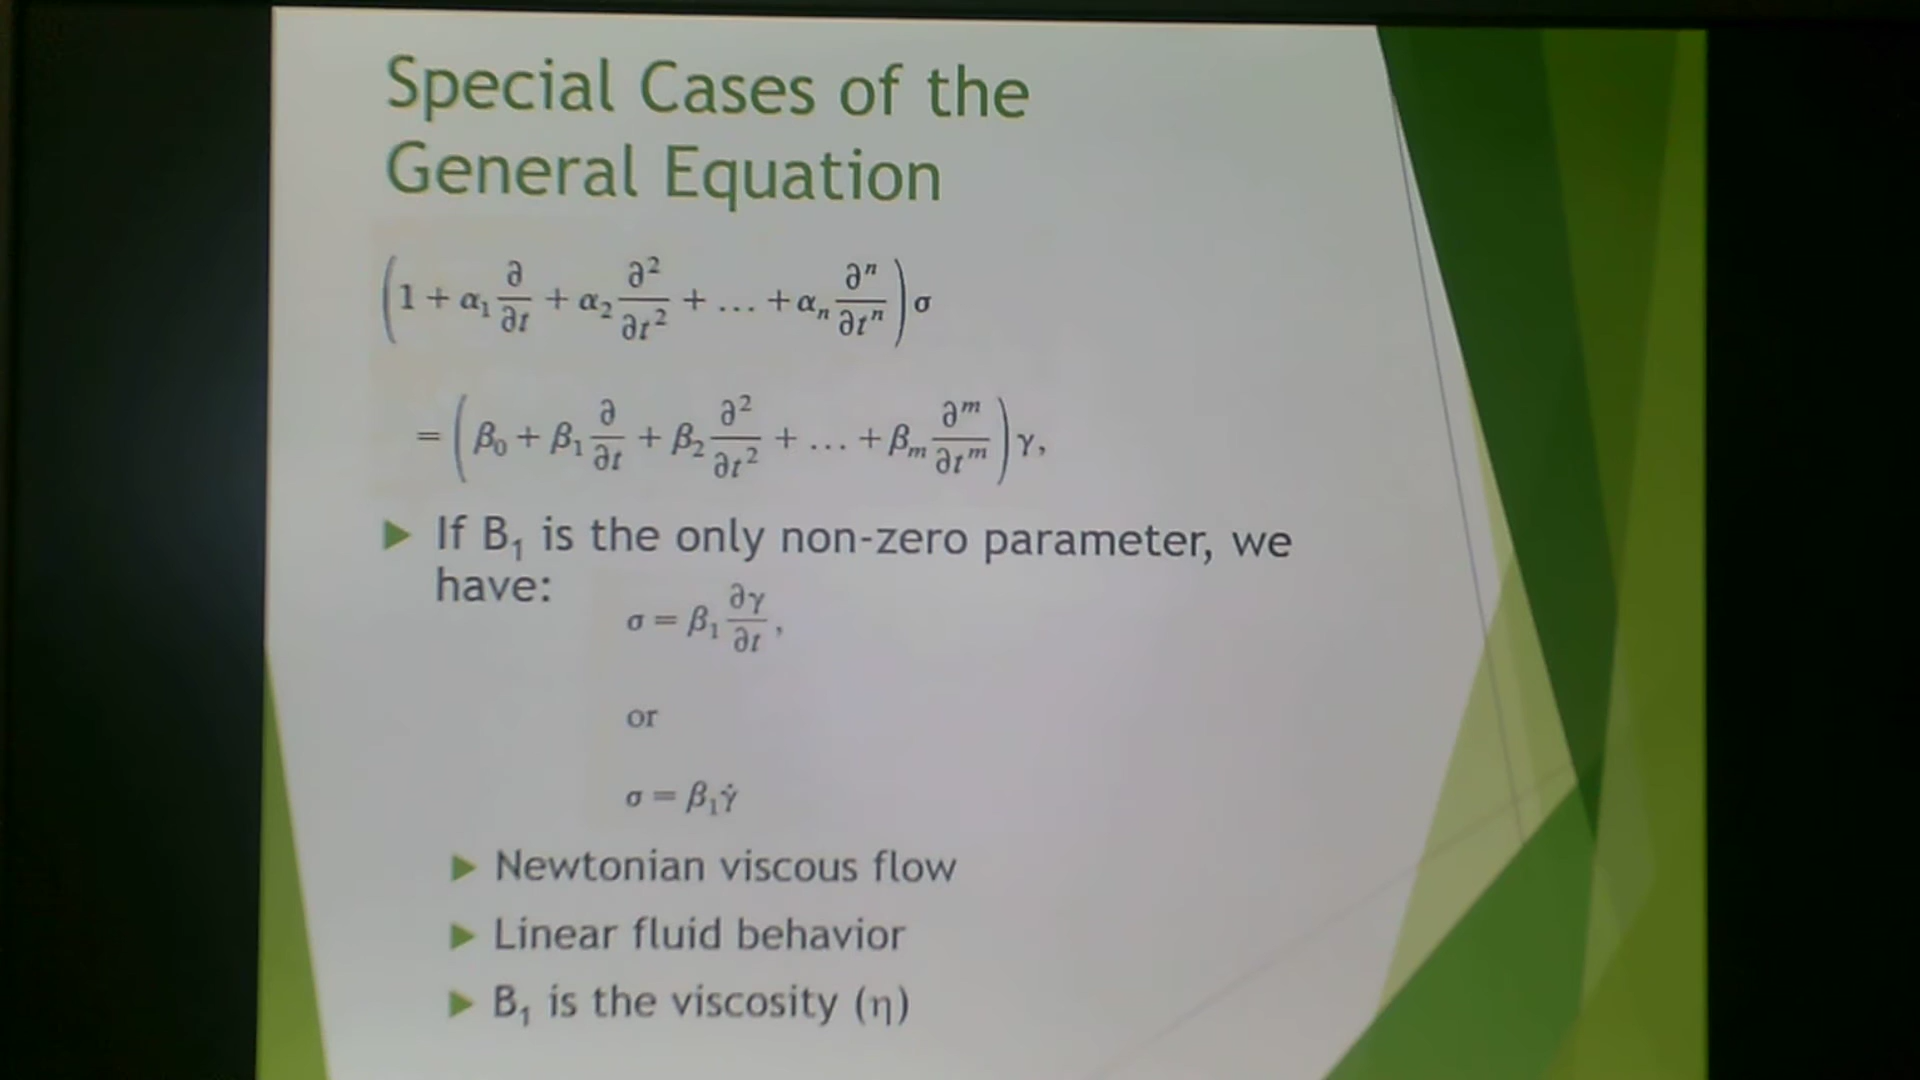 Special Cases of the
General Equation
(1 + α₁ ∂/∂t + α₂ ∂²/∂t² + ... + αₙ ∂ⁿ/∂tⁿ) σ
= (β₀ + β₁ ∂/∂t + β₂ ∂²/∂t² + ... + βₘ ∂ᵐ/∂tᵐ) γ,
▶ If B₁ is the only non-zero parameter, we
have:
σ = β₁ ∂γ/∂t,
or
σ = β₁γ̇
▶ Newtonian viscous flow
▶ Linear fluid behavior
▶ B₁ is the viscosity (η)